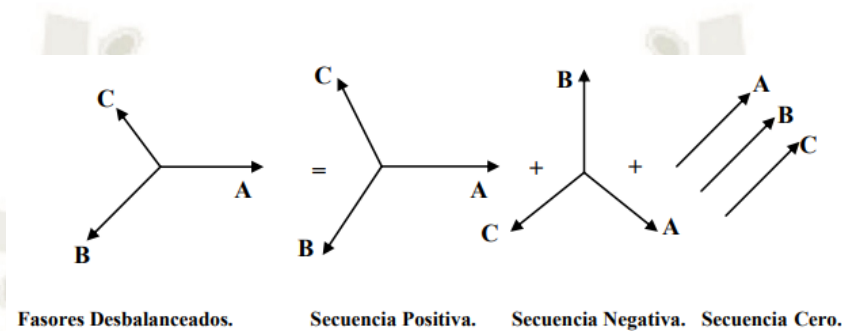 C
A
B
=
C
A
B
+
B
C
A
+
A
B
C
Fasores Desbalanceados. Secuencia Positiva. Secuencia Negativa. Secuencia Cero.